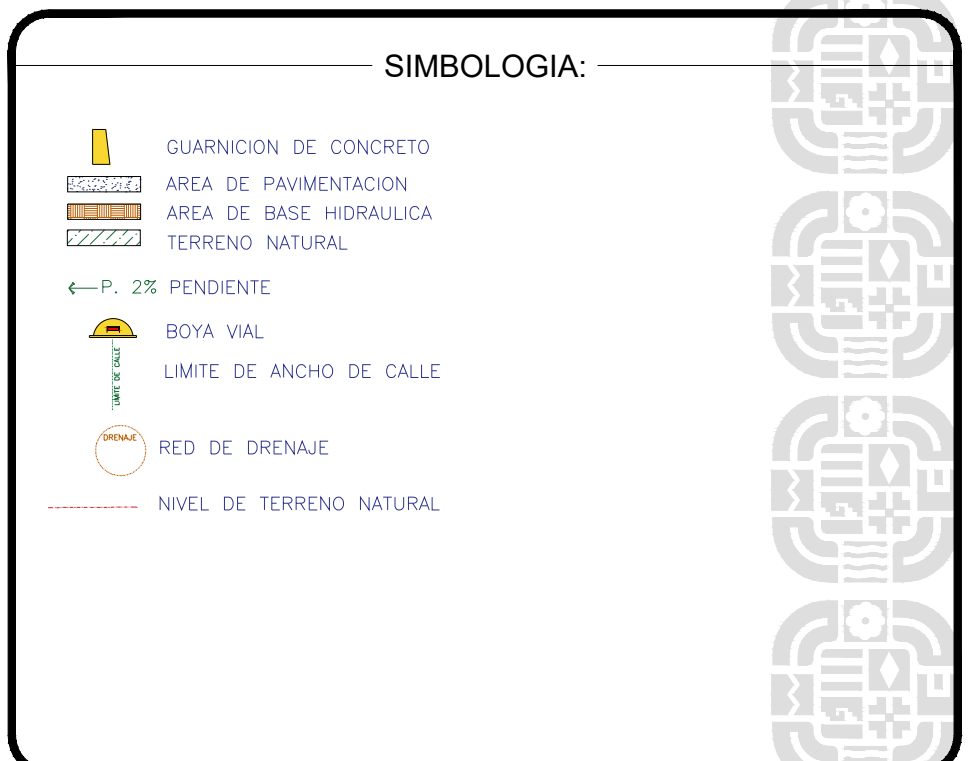 SIMBOLOGIA:
GUARNICION DE CONCRETO
AREA DE PAVIMENTACION
AREA DE BASE HIDRAULICA
TERRENO NATURAL
P. 2% PENDIENTE
BOYA VIAL
LIMITE DE CALLE
LIMITE DE ANCHO DE CALLE
DRENAJE
RED DE DRENAJE
NIVEL DE TERRENO NATURAL